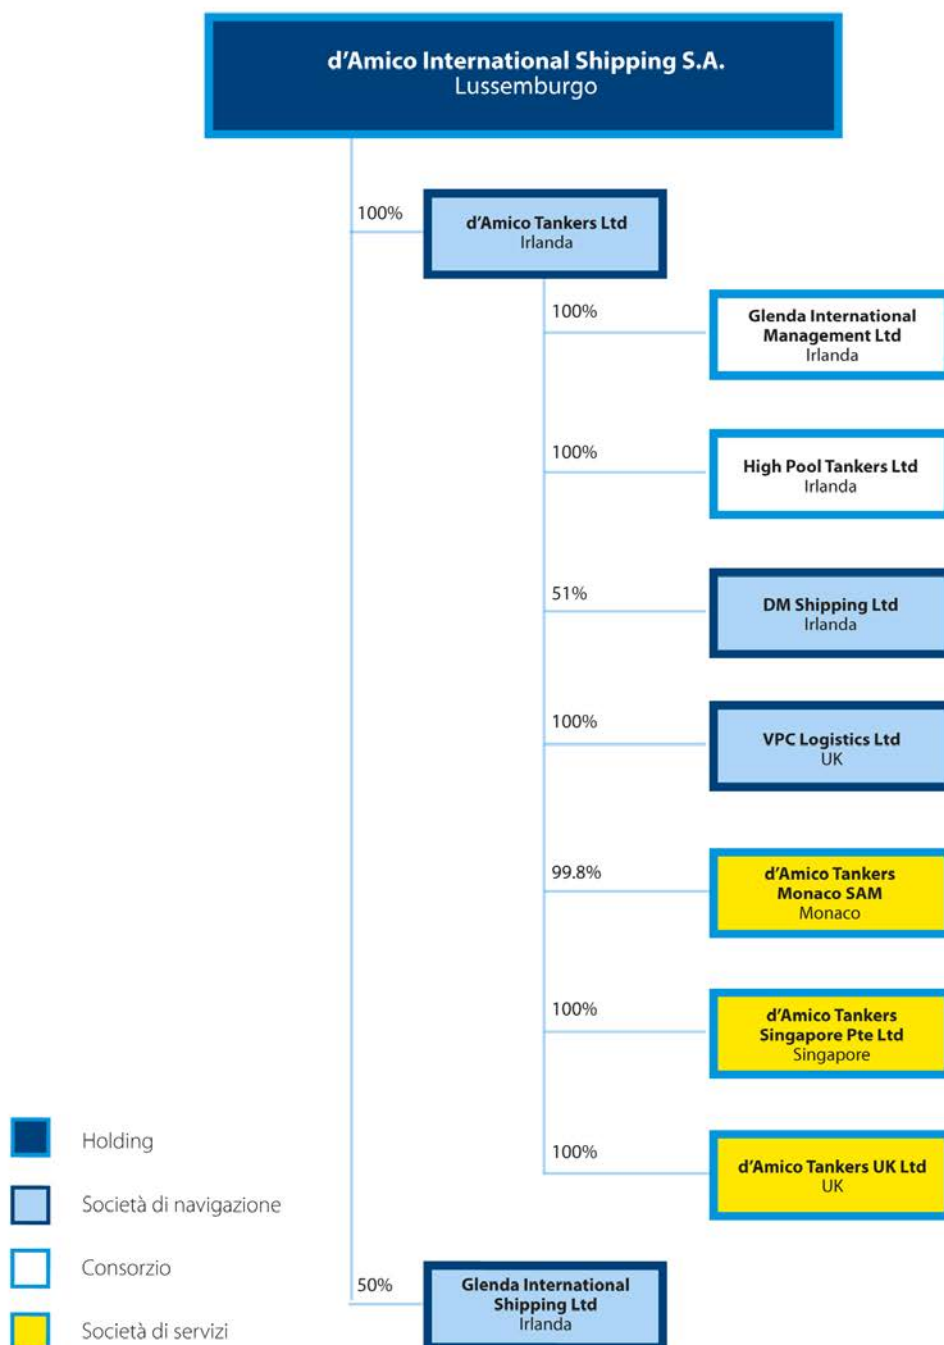 d’Amico International Shipping S.A.
Lussemburgo
100%
d’Amico Tankers Ltd
Irlanda
100%
Glenda International
Management Ltd
Irlanda
100%
High Pool Tankers Ltd
Irlanda
51%
DM Shipping Ltd
Irlanda
100%
VPC Logistics Ltd
UK
99.8%
d’Amico Tankers
Monaco SAM
Monaco
100%
d’Amico Tankers
Singapore Pte Ltd
Singapore
100%
d’Amico Tankers UK Ltd
UK
50%
Glenda International
Shipping Ltd
Irlanda
Holding
Società di navigazione
Consorzio
Società di servizi